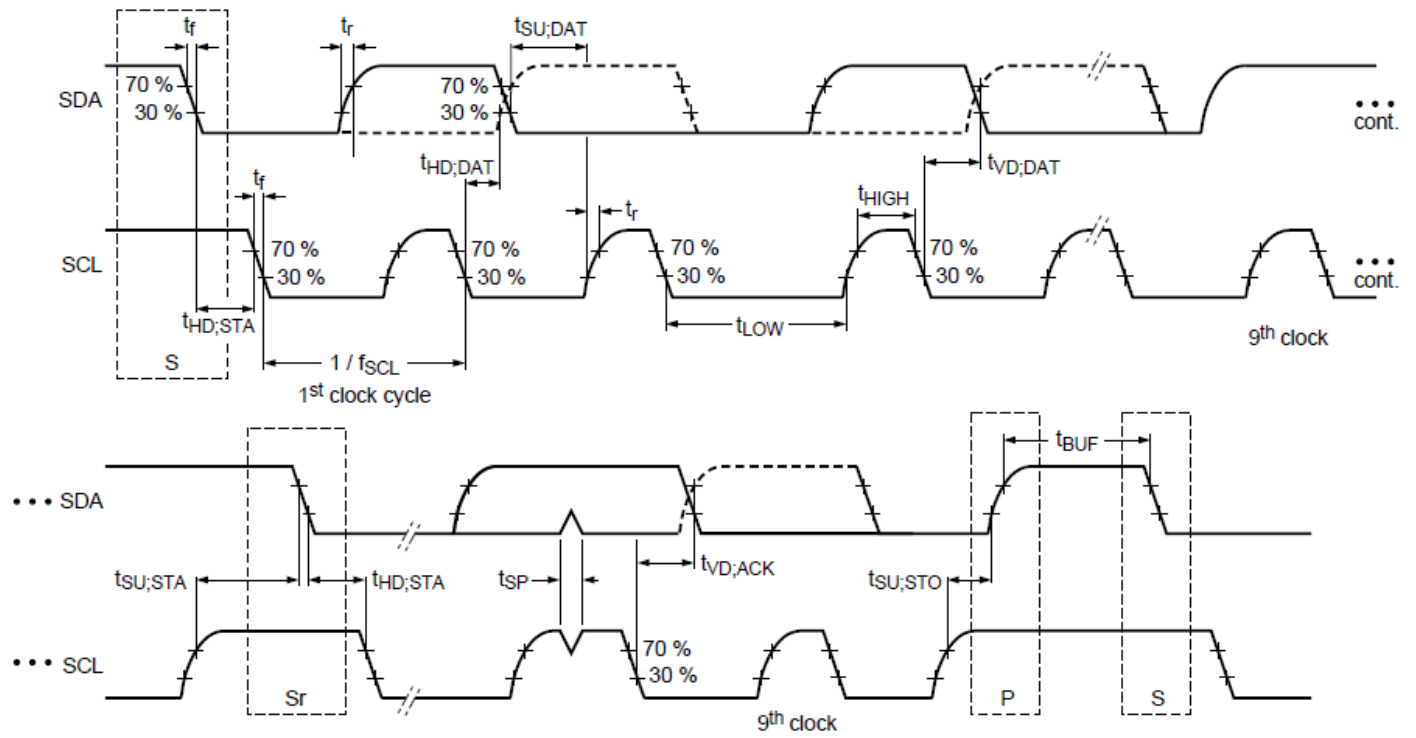 tf tr tSU;DAT
70 % 70 %
SDA
30 % 30 %
••• cont.
tHD;DAT tVD;DAT
tf tr tHIGH
70 % 70 % 70 % 70 %
SCL
30 % 30 % 30 % 30 %
••• cont.
tHD;STA
tLOW
9th clock
S
1 / fSCL
1st clock cycle
tBUF
••• SDA
tSU;STA tHD;STA tSP tVD;ACK tSU;STO
70 %
••• SCL
30 %
Sr P S
9th clock